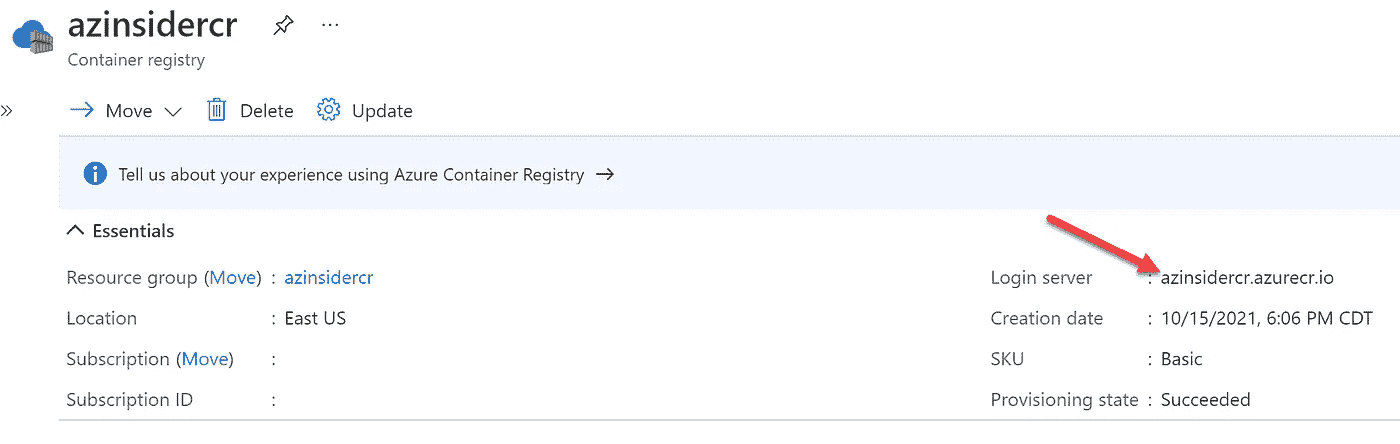 azinsidercr
Container registry
Move Delete Update
Tell us about your experience using Azure Container Registry →
Essentials
Resource group (Move) : azinsidercr
Location : East US
Subscription (Move) :
Subscription ID :
Login server : azinsidercr.azurecr.io
Creation date : 10/15/2021, 6:06 PM CDT
SKU : Basic
Provisioning state : Succeeded